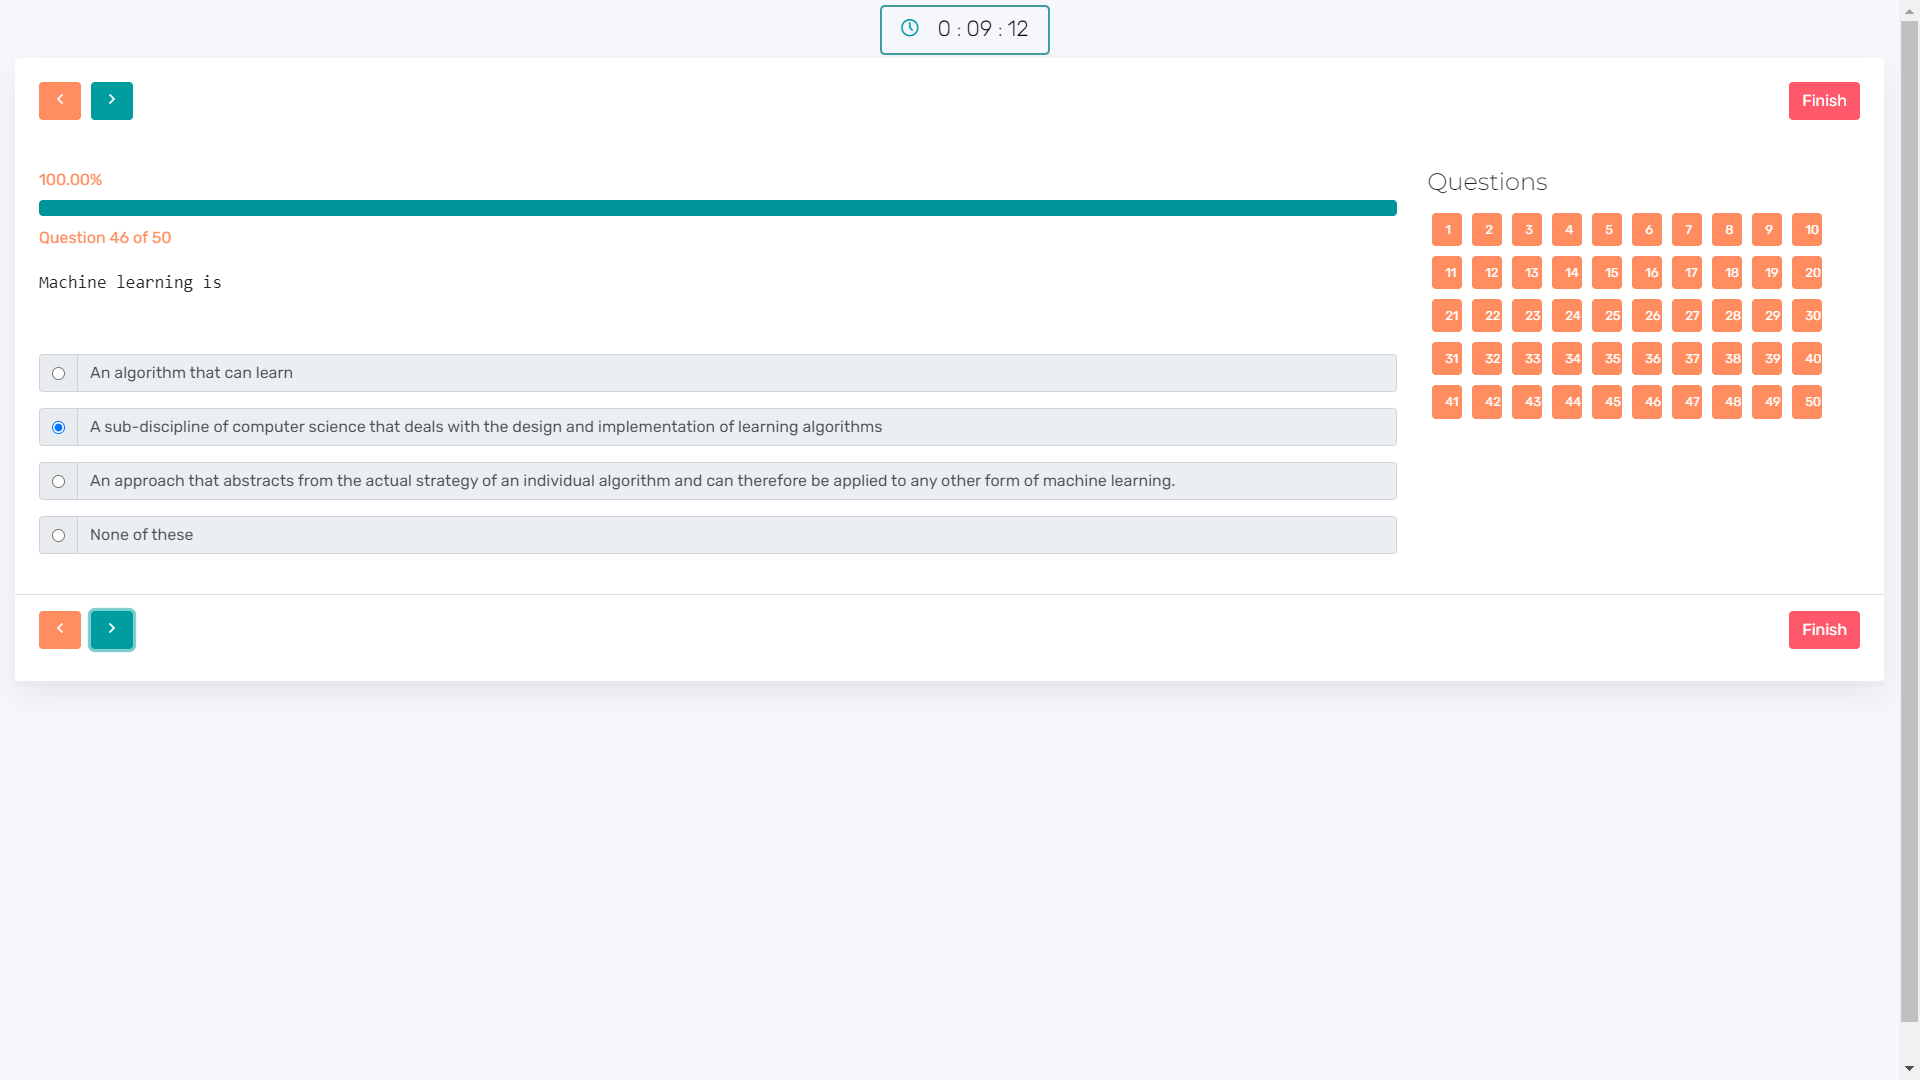 0 : 09 : 12
Finish
100.00%
Question 46 of 50
Machine learning is
An algorithm that can learn
A sub-discipline of computer science that deals with the design and implementation of learning algorithms
An approach that abstracts from the actual strategy of an individual algorithm and can therefore be applied to any other form of machine learning.
None of these
Questions
1 2 3 4 5 6 7 8 9 10
11 12 13 14 15 16 17 18 19 20
21 22 23 24 25 26 27 28 29 30
31 32 33 34 35 36 37 38 39 40
41 42 43 44 45 46 47 48 49 50
Finish